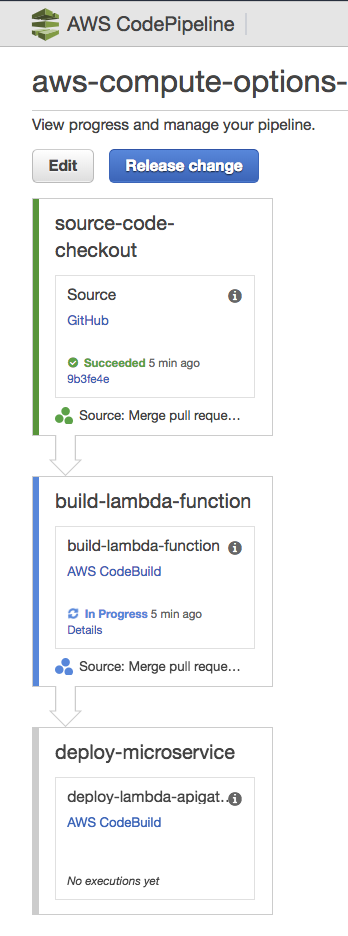 AWS CodePipeline
aws-compute-options-
View progress and manage your pipeline.
Edit
Release change
source-code-
checkout
Source
GitHub
Succeeded 5 min ago
9b3fe4e
Source: Merge pull reque...
build-lambda-function
build-lambda-function
AWS CodeBuild
In Progress 5 min ago
Details
Source: Merge pull reque...
deploy-microservice
deploy-lambda-apigat...
AWS CodeBuild
No executions yet